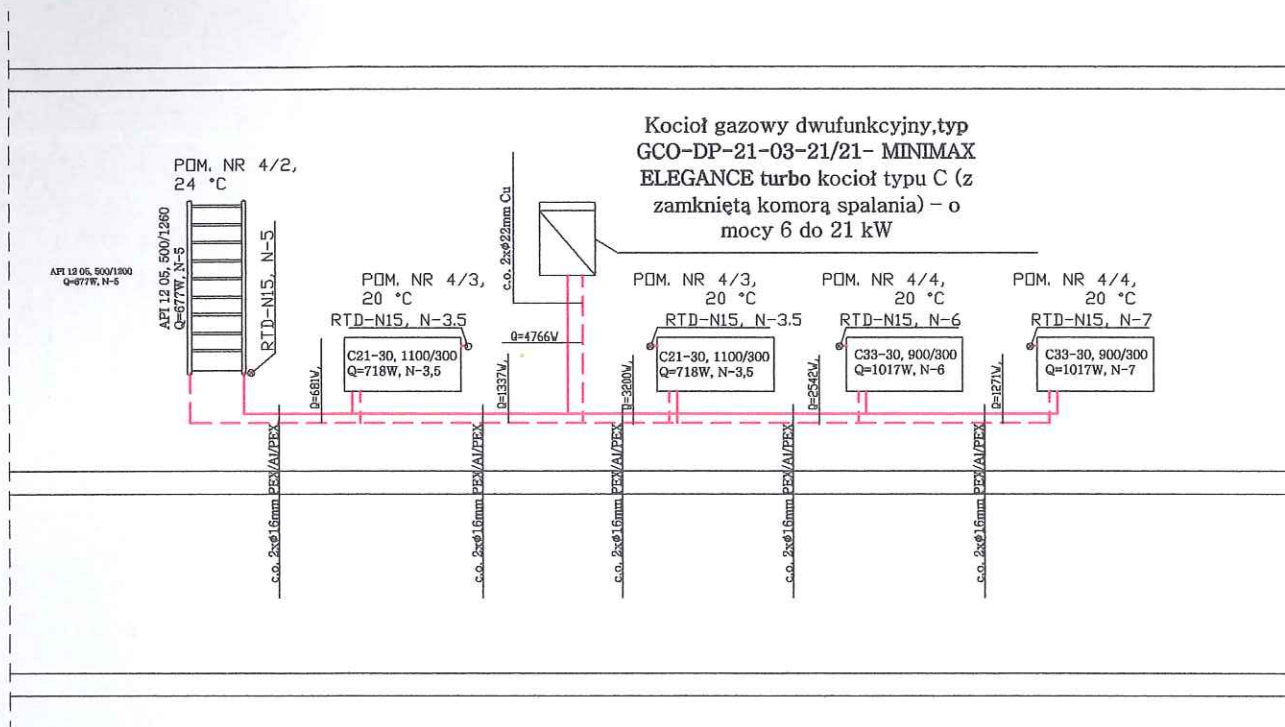 Kocioł gazowy dwufunkcyjny,typ
GCO-DP-21-03-21/21- MINIMAX
ELEGANCE turbo kocioł typu C (z
zamkniętą komorą spalania) - o
mocy 6 do 21 kW
POM. NR 4/2,
24 °C
API 12 05, 500/1200
Q=677W, N-5
API 12 05, 500/1260
Q=677W, N-5
RTD-N15, N-5
POM. NR 4/3,
20 °C
RTD-N15, N-3.5
C21-30, 1100/300
Q=718W, N-3,5
c.o. 2xø22mm Cu
Q=4766W
POM. NR 4/3,
20 °C
RTD-N15, N-3.5
C21-30, 1100/300
Q=718W, N-3,5
POM. NR 4/4,
20 °C
RTD-N15, N-6
C33-30, 900/300
Q=1017W, N-6
POM. NR 4/4,
20 °C
RTD-N15, N-7
C33-30, 900/300
Q=1017W, N-7
Q=681W,
Q=1337W,
Q=3200W,
Q=2542W,
Q=1271W,
c.o. 2xø16mm PEX/Al/PEX
c.o. 2xø16mm PEX/Al/PEX
c.o. 2xø16mm PEX/Al/PEX
c.o. 2xø16mm PEX/Al/PEX
c.o. 2xø16mm PEX/Al/PEX